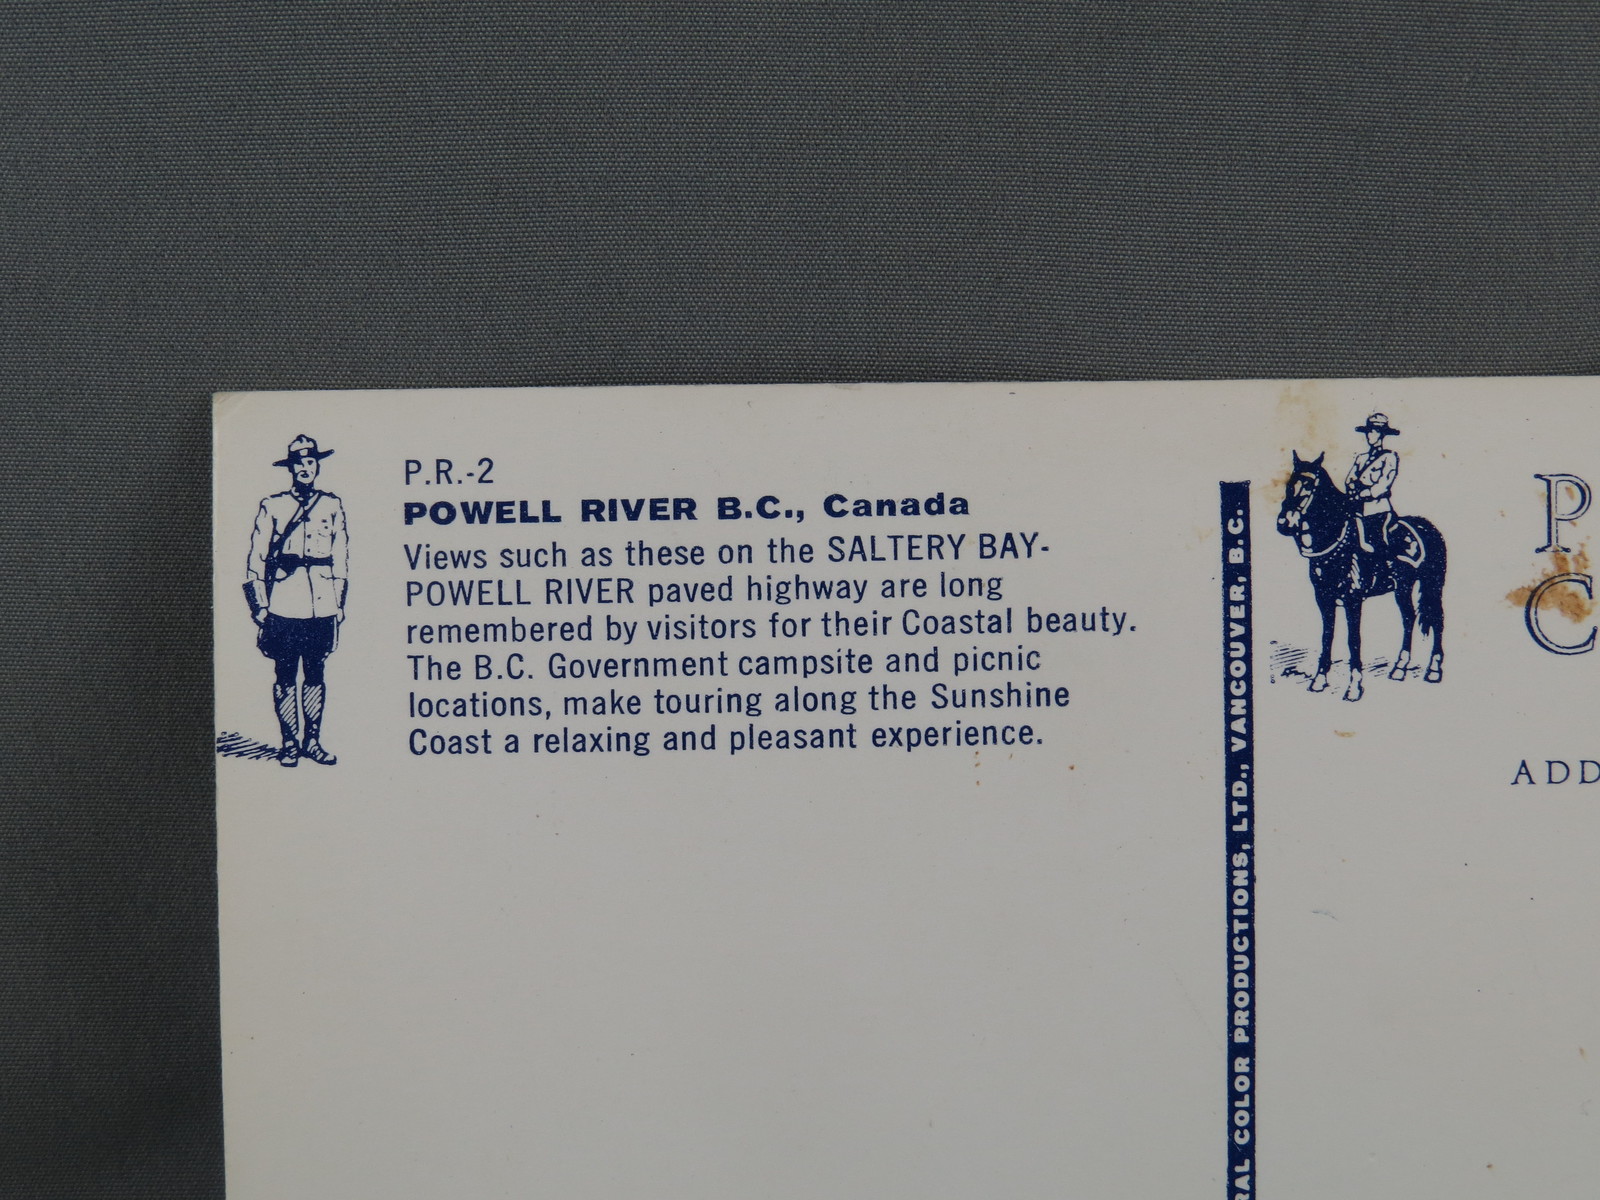 P.R.-2
POWELL RIVER B.C., Canada
Views such as these on the SALTERY BAY-
POWELL RIVER paved highway are long
remembered by visitors for their Coastal beauty.
The B.C. Government campsite and picnic
locations, make touring along the Sunshine
Coast a relaxing and pleasant experience.
RAL COLOR PRODUCTIONS, LTD., VANCOUVER, B.C.
P
C
ADD